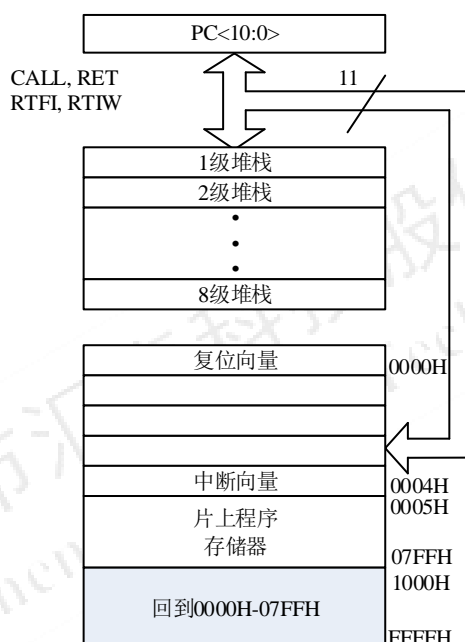 PC<10:0>
CALL, RET
RTFI, RTIW
11
1级堆栈
2级堆栈
8级堆栈
复位向量
0000H
中断向量
0004H
0005H
片上程序
存储器
07FFH
1000H
回到0000H-07FFH
FFFFH